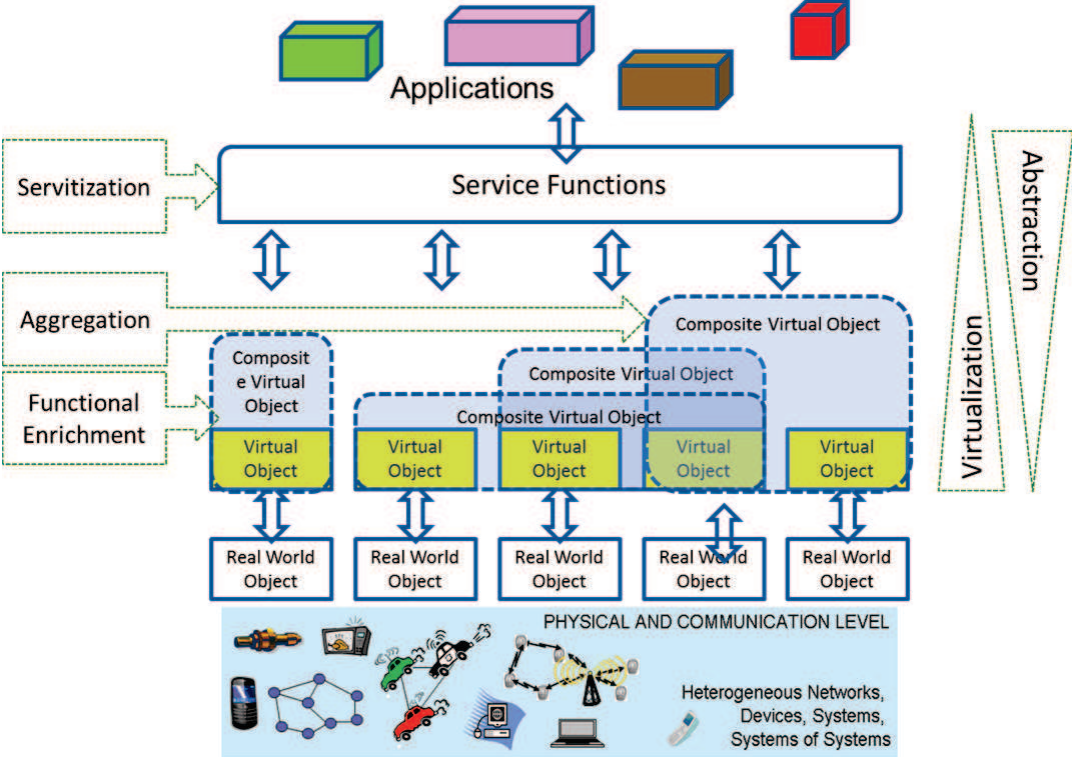 Applications
Servitization
Service Functions
Abstraction
Aggregation
Composite Virtual Object
Virtualization
Composit
e Virtual
Object
Composite Virtual Object
Functional
Enrichment
Composite Virtual Object
Virtual
Object
Virtual
Object
Virtual
Object
Virtual
Object
Virtual
Object
Real World
Object
Real World
Object
Real World
Object
Real World
Object
Real World
Object
PHYSICAL AND COMMUNICATION LEVEL
Heterogeneous Networks,
Devices, Systems,
Systems of Systems